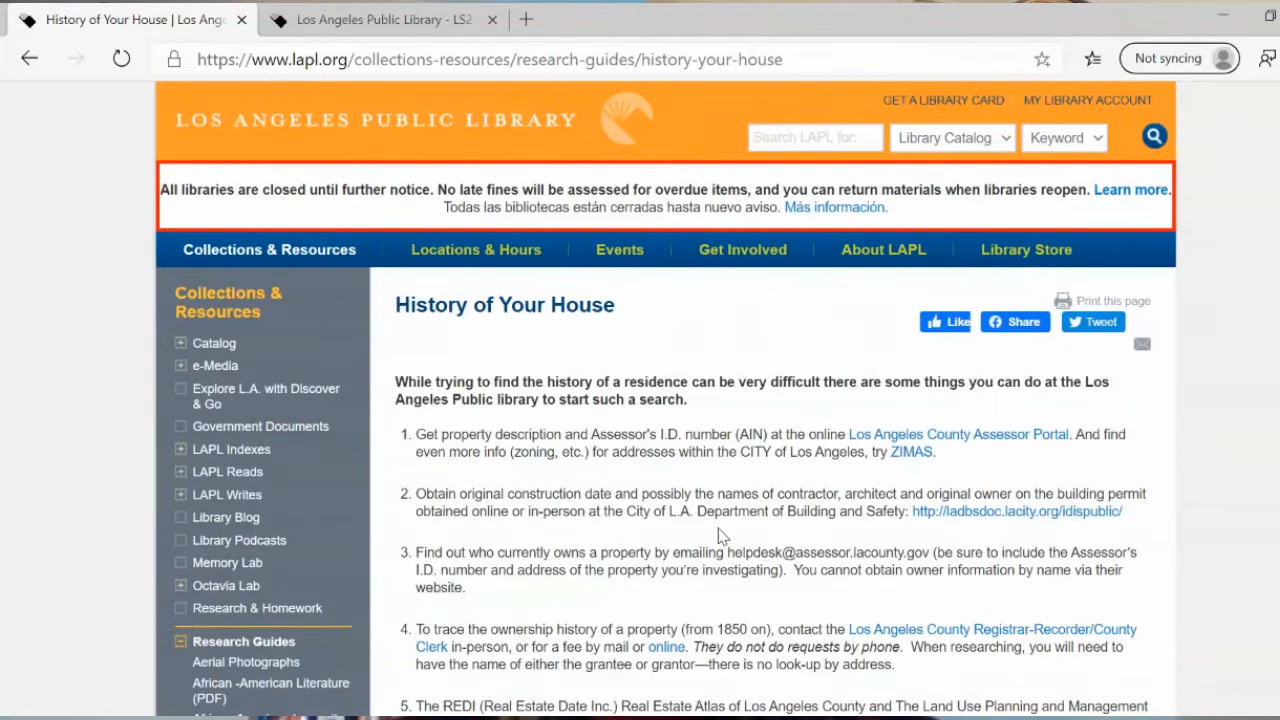 History of Your House | Los Ange
Los Angeles Public Library - LS2
https://www.lapl.org/collections-resources/research-guides/history-your-house
Not syncing
GET A LIBRARY CARD
MY LIBRARY ACCOUNT
LOS ANGELES PUBLIC LIBRARY
Search LAPL for:
Library Catalog
Keyword
All libraries are closed until further notice. No late fines will be assessed for overdue items, and you can return materials when libraries reopen. Learn more.
Todas las bibliotecas están cerradas hasta nuevo aviso. Más información.
Collections & Resources
Locations & Hours
Events
Get Involved
About LAPL
Library Store
Collections &
Resources
Catalog
e-Media
Explore L.A. with Discover
& Go
Government Documents
LAPL Indexes
LAPL Reads
LAPL Writes
Library Blog
Library Podcasts
Memory Lab
Octavia Lab
Research & Homework
Research Guides
Aerial Photographs
African -American Literature
(PDF)
History of Your House
Print this page
Like
Share
Tweet
While trying to find the history of a residence can be very difficult there are some things you can do at the Los
Angeles Public library to start such a search.
1. Get property description and Assessor's I.D. number (AIN) at the online Los Angeles County Assessor Portal. And find
even more info (zoning, etc.) for addresses within the CITY of Los Angeles, try ZIMAS.
2. Obtain original construction date and possibly the names of contractor, architect and original owner on the building permit
obtained online or in-person at the City of L.A. Department of Building and Safety: http://ladbsdoc.lacity.org/idispublic/
3. Find out who currently owns a property by emailing helpdesk@assessor.lacounty.gov (be sure to include the Assessor's
I.D. number and address of the property you're investigating). You cannot obtain owner information by name via their
website.
4. To trace the ownership history of a property (from 1850 on), contact the Los Angeles County Registrar-Recorder/County
Clerk in-person, or for a fee by mail or online. They do not do requests by phone. When researching, you will need to
have the name of either the grantee or grantor—there is no look-up by address.
5. The REDI (Real Estate Date Inc.) Real Estate Atlas of Los Angeles County and The Land Use Planning and Management